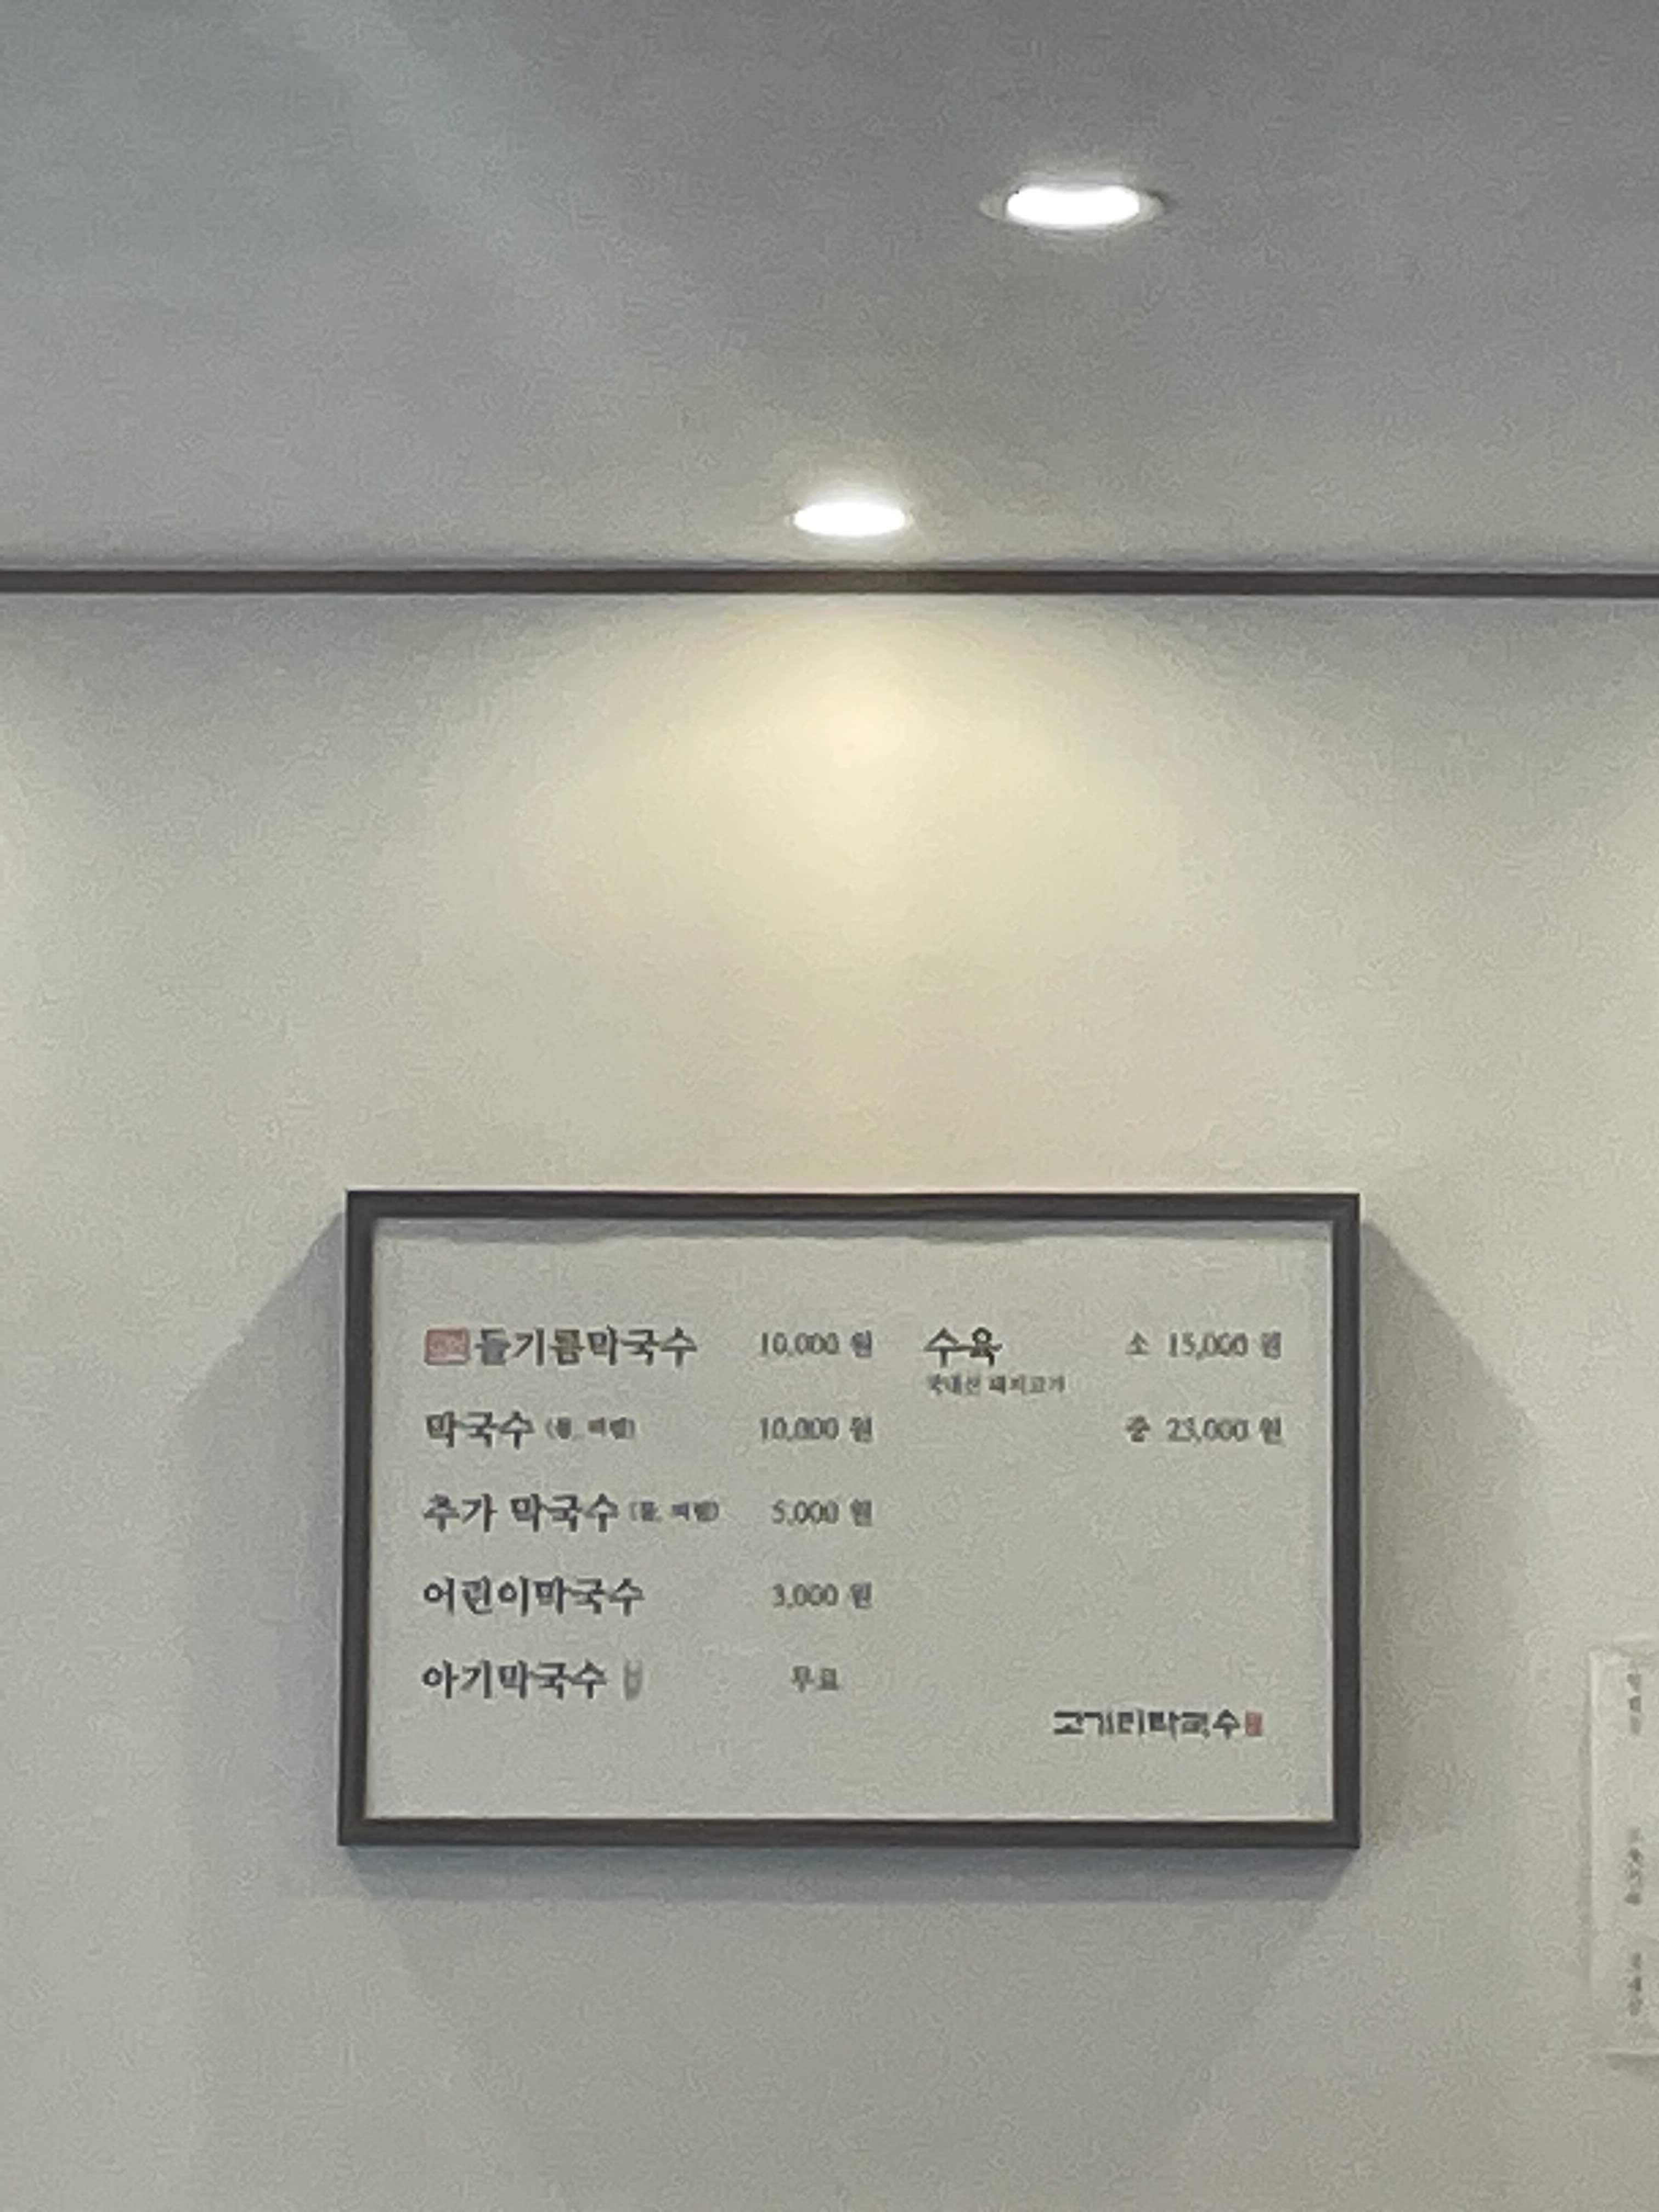 들기름막국수 10,000 원
막국수 (물, 비빔) 10,000 원
추가 막국수 (물, 비빔) 5,000 원
어린이막국수 3,000 원
아기막국수 무료
수육 소 15,000 원
국내산 돼지고기
중 23,000 원
고기리막국수